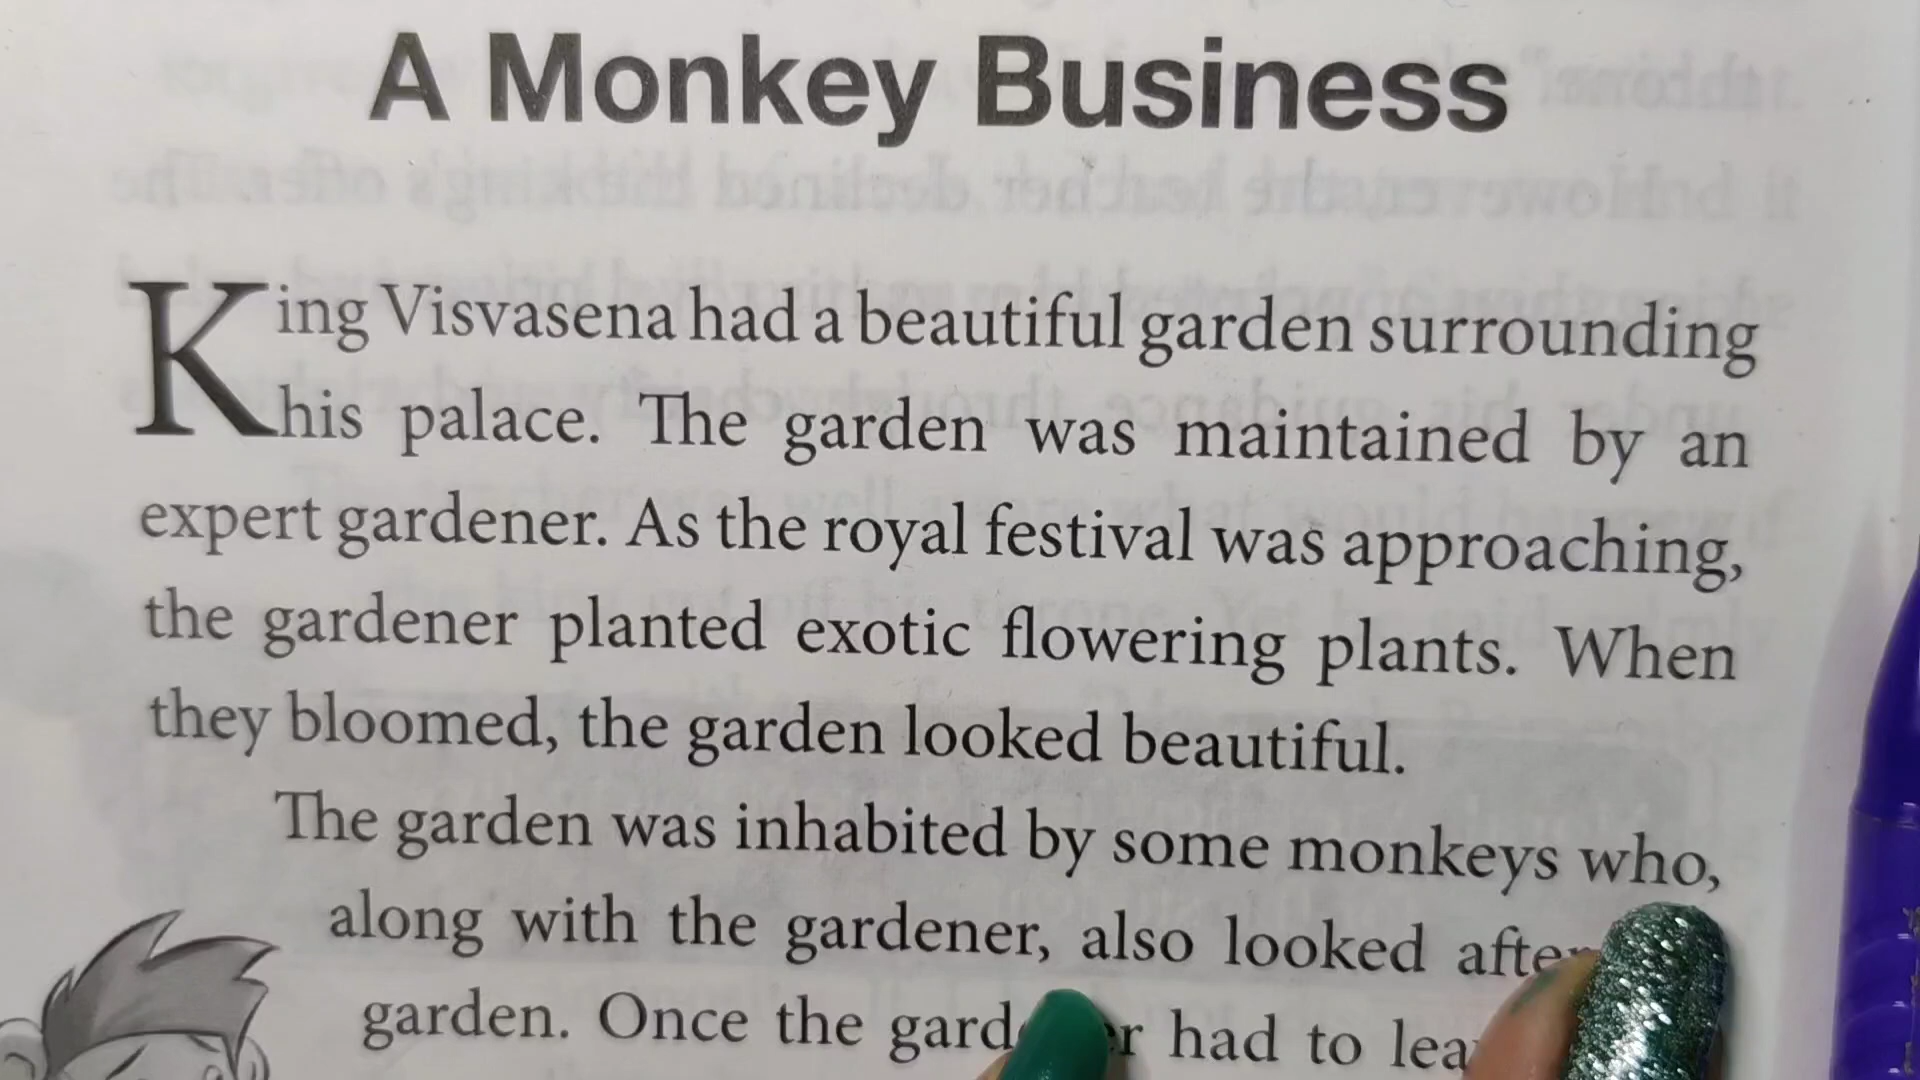 A Monkey Business
King Visvasena had a beautiful garden surrounding
his palace. The garden was maintained by an
expert gardener. As the royal festival was approaching,
the gardener planted exotic flowering plants. When
they bloomed, the garden looked beautiful.
The garden was inhabited by some monkeys who,
along with the gardener, also looked after
garden. Once the had to